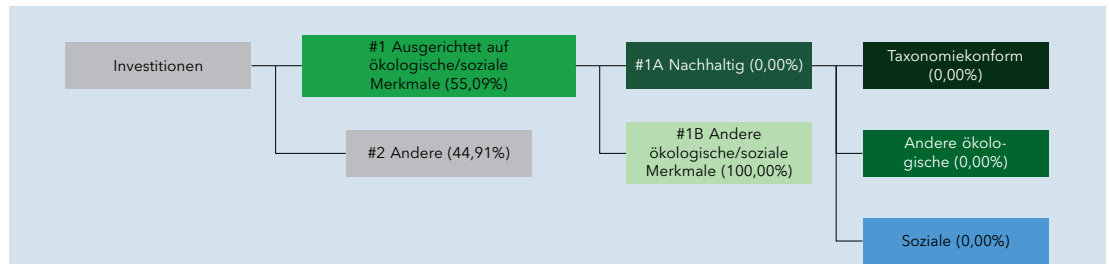 Investitionen
#1 Ausgerichtet auf
ökologische/soziale
Merkmale (55,09%)
#2 Andere (44,91%)
#1A Nachhaltig (0,00%)
#1B Andere
ökologische/soziale
Merkmale (100,00%)
Taxonomiekonform
(0,00%)
Andere ökolo-
gische (0,00%)
Soziale (0,00%)